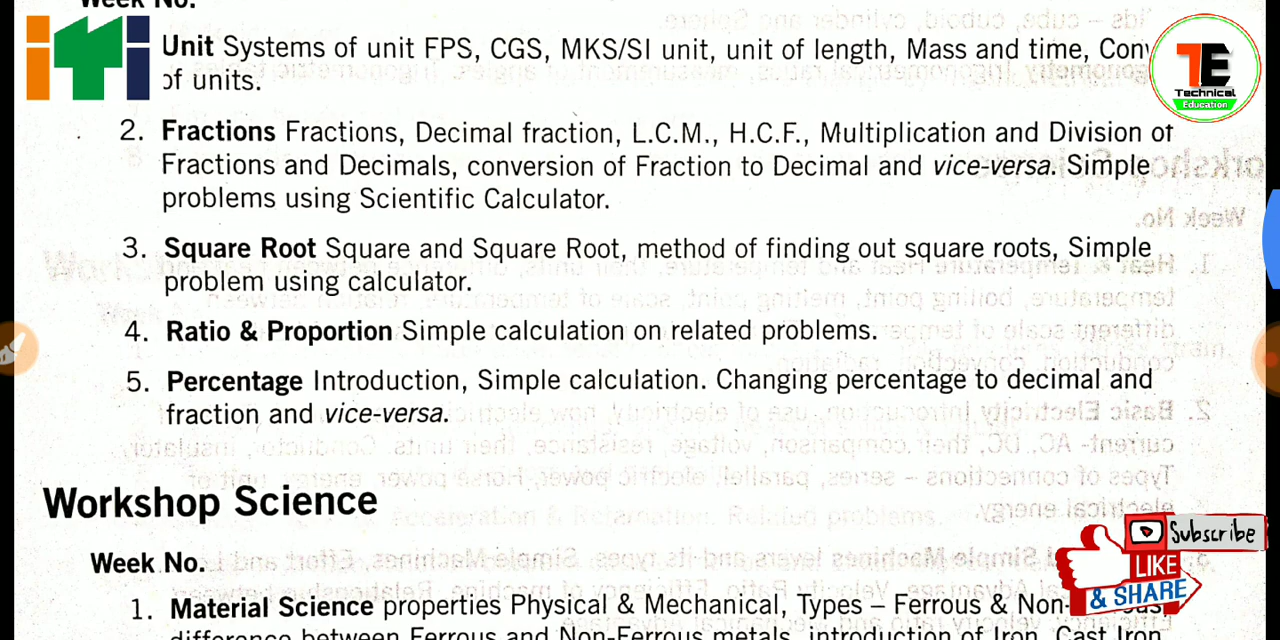 Week No.
iTi
Unit Systems of unit FPS, CGS, MKS/SI unit, unit of length, Mass and time,
of units.
TE
Technical
Education
2. Fractions Fractions, Decimal fraction, L.C.M., H.C.F., Multiplication and Division of
Fractions and Decimals, conversion of Fraction to Decimal and vice-versa. Simple
problems using Scientific Calculator.
3. Square Root Square and Square Root, method of finding out square roots, Simple
problem using calculator.
4. Ratio & Proportion Simple calculation on related problems.
5. Percentage Introduction, Simple calculation. Changing percentage to decimal and
fraction and vice-versa.
Workshop Science
Week No.
Subscribe
LIKE
& SHARE
1. Material Science properties Physical & Mechanical, Types – Ferrous & Non-
difference between Ferrous and Non-Ferrous metals, introduction of Iron, Cast Iron,